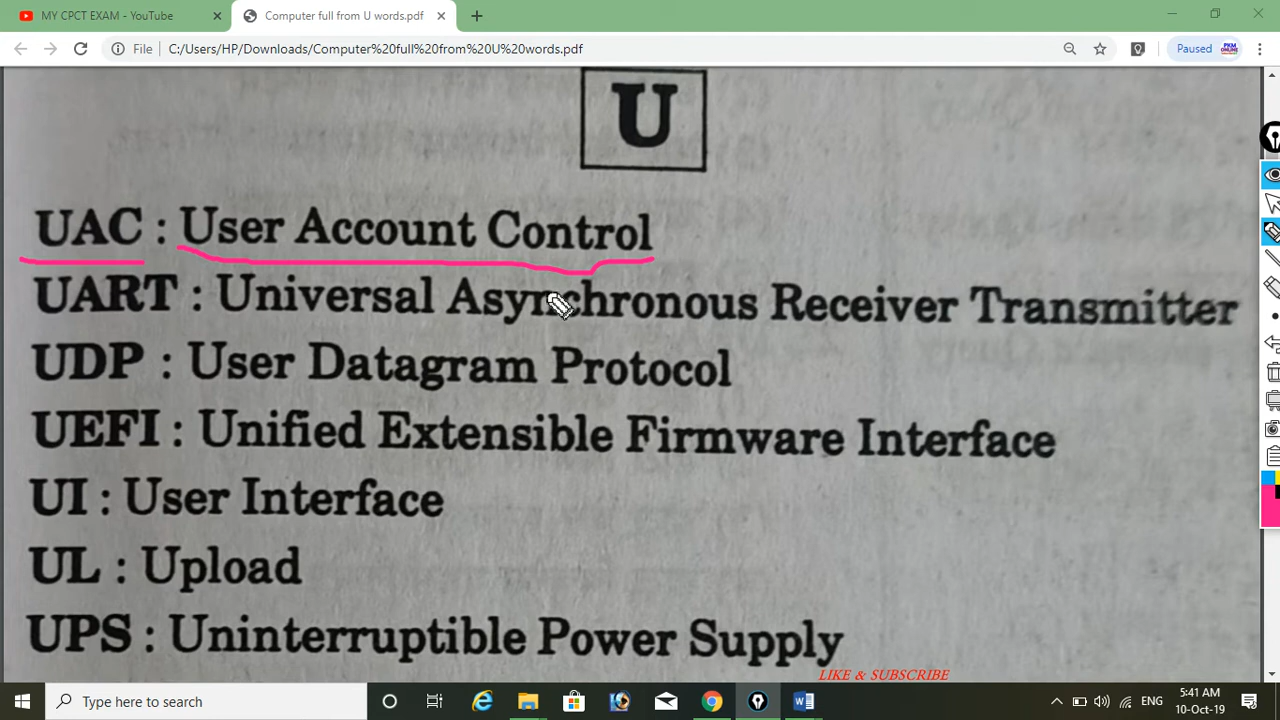 MY CPCT EXAM - YouTube
Computer full from U words.pdf
File C:/Users/HP/Downloads/Computer%20full%20from%20U%20words.pdf
Paused
U
UAC : User Account Control
UART : Universal Asynchronous Receiver Transmitter
UDP : User Datagram Protocol
UEFI : Unified Extensible Firmware Interface
UI : User Interface
UL : Upload
UPS : Uninterruptible Power Supply
LIKE & SUBSCRIBE
Type here to search
ENG
5:41 AM
10-Oct-19